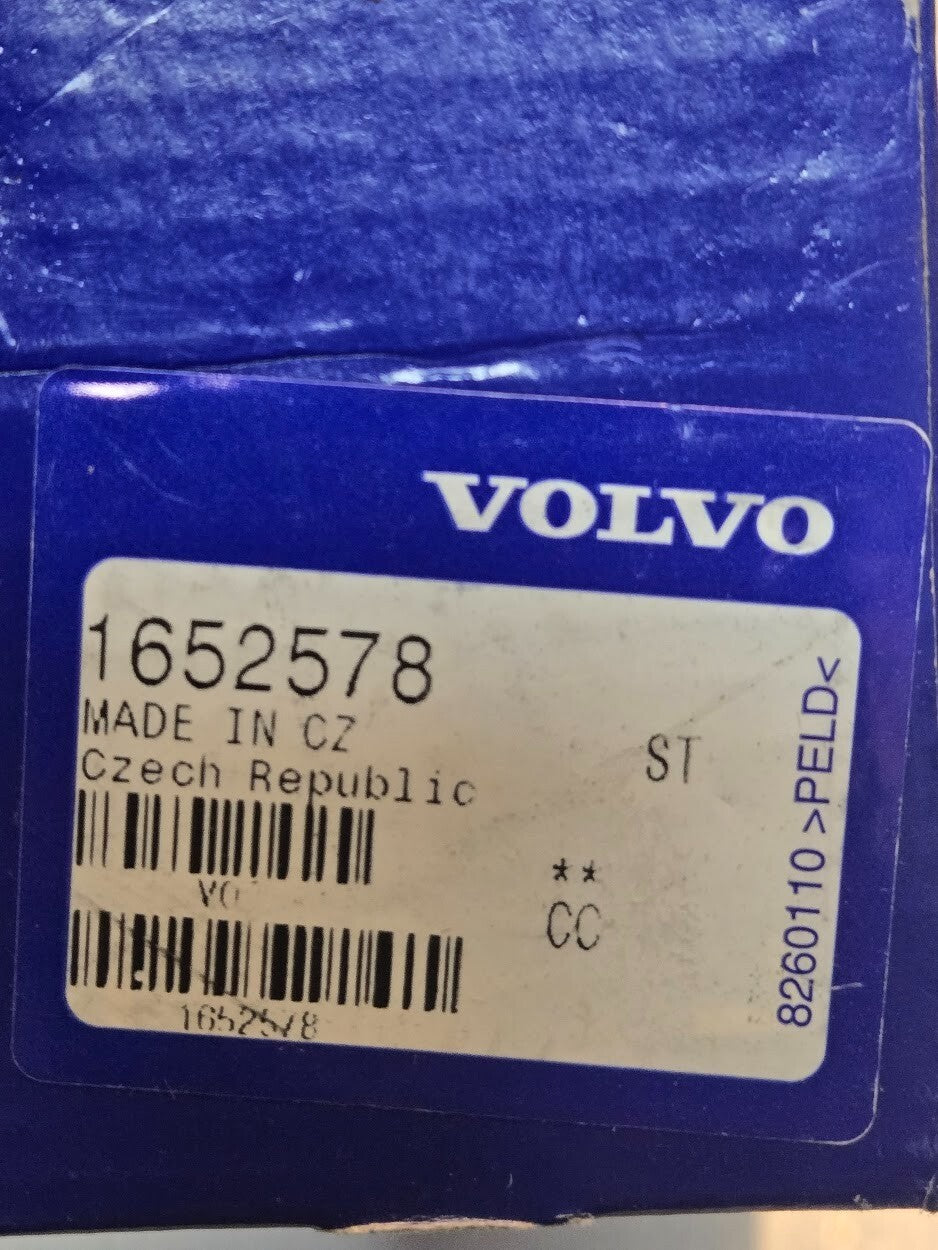 VOLVO
1652578
MADE IN CZ
Czech Republic
ST
VO
**
CC
1652578
8260110 >PELD<